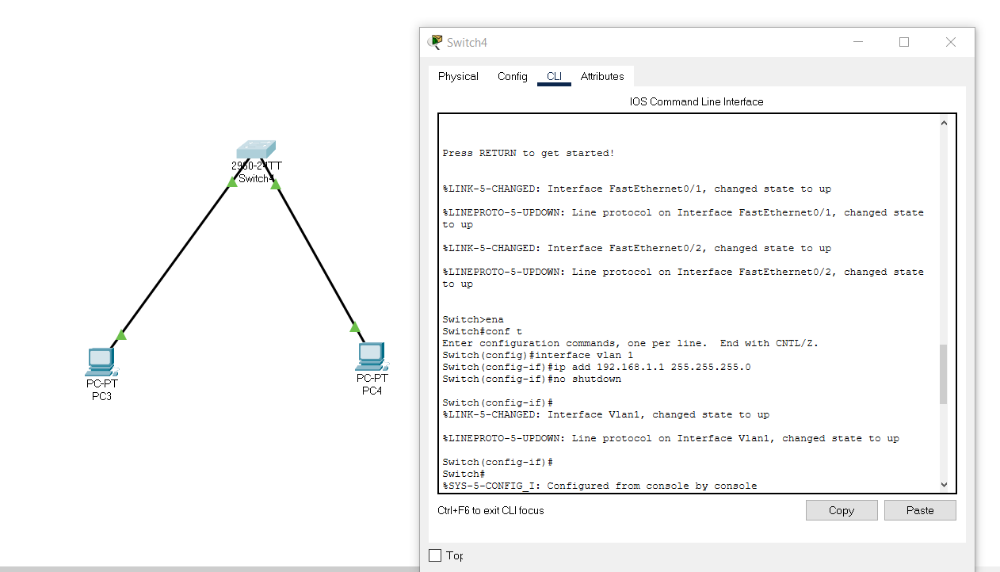 Switch4
Physical Config CLI Attributes
IOS Command Line Interface
Press RETURN to get started!
%LINK-5-CHANGED: Interface FastEthernet0/1, changed state to up
%LINEPROTO-5-UPDOWN: Line protocol on Interface FastEthernet0/1, changed state
to up
%LINK-5-CHANGED: Interface FastEthernet0/2, changed state to up
%LINEPROTO-5-UPDOWN: Line protocol on Interface FastEthernet0/2, changed state
to up
Switch>ena
Switch#conf t
Enter configuration commands, one per line.  End with CNTL/Z.
Switch(config)#interface vlan 1
Switch(config-if)#ip add 192.168.1.1 255.255.255.0
Switch(config-if)#no shutdown
Switch(config-if)#
%LINK-5-CHANGED: Interface Vlan1, changed state to up
%LINEPROTO-5-UPDOWN: Line protocol on Interface Vlan1, changed state to up
Switch(config-if)#
Switch#
%SYS-5-CONFIG_I: Configured from console by console
Ctrl+F6 to exit CLI focus
Copy Paste
Top
2960-24TT
Switch4
PC-PT
PC3
PC-PT
PC4